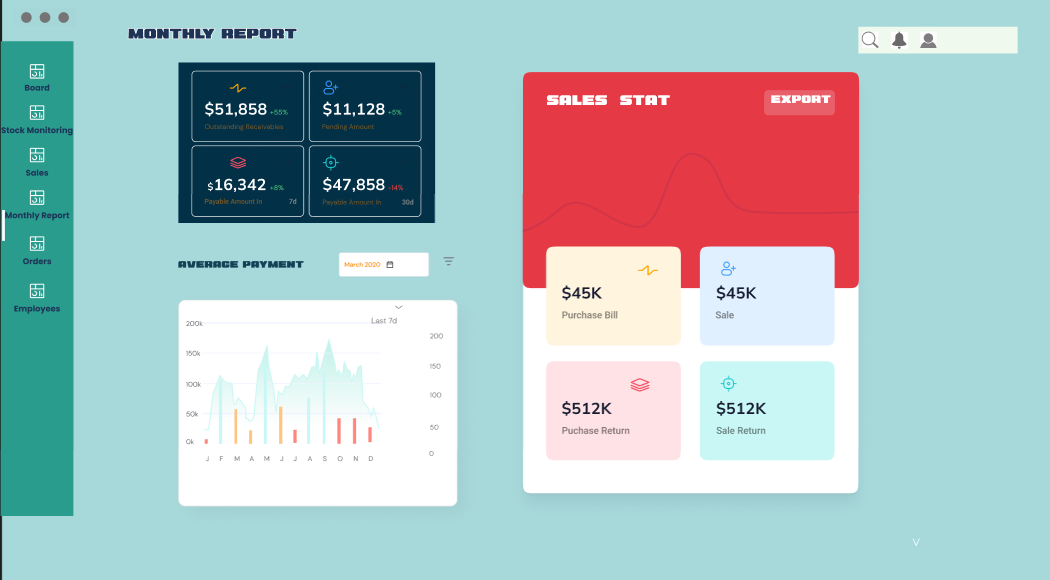 MONTHLY REPORT
Board
Stock Monitoring
Sales
Monthly Report
Orders
Employees
$51,858 +55%
Outstanding Receivables
$11,128 +5%
Pending Amount
$16,342 +8%
Payable Amount In 7d
$47,858 -14%
Payable Amount In 30d
AVERAGE PAYMENT
March 2020
Last 7d
200k
150k
100k
50k
0k
200
150
100
50
0
J F M A M J J A S O N D
SALES STAT
EXPORT
$45K
Purchase Bill
$45K
Sale
$512K
Puchase Return
$512K
Sale Return
V